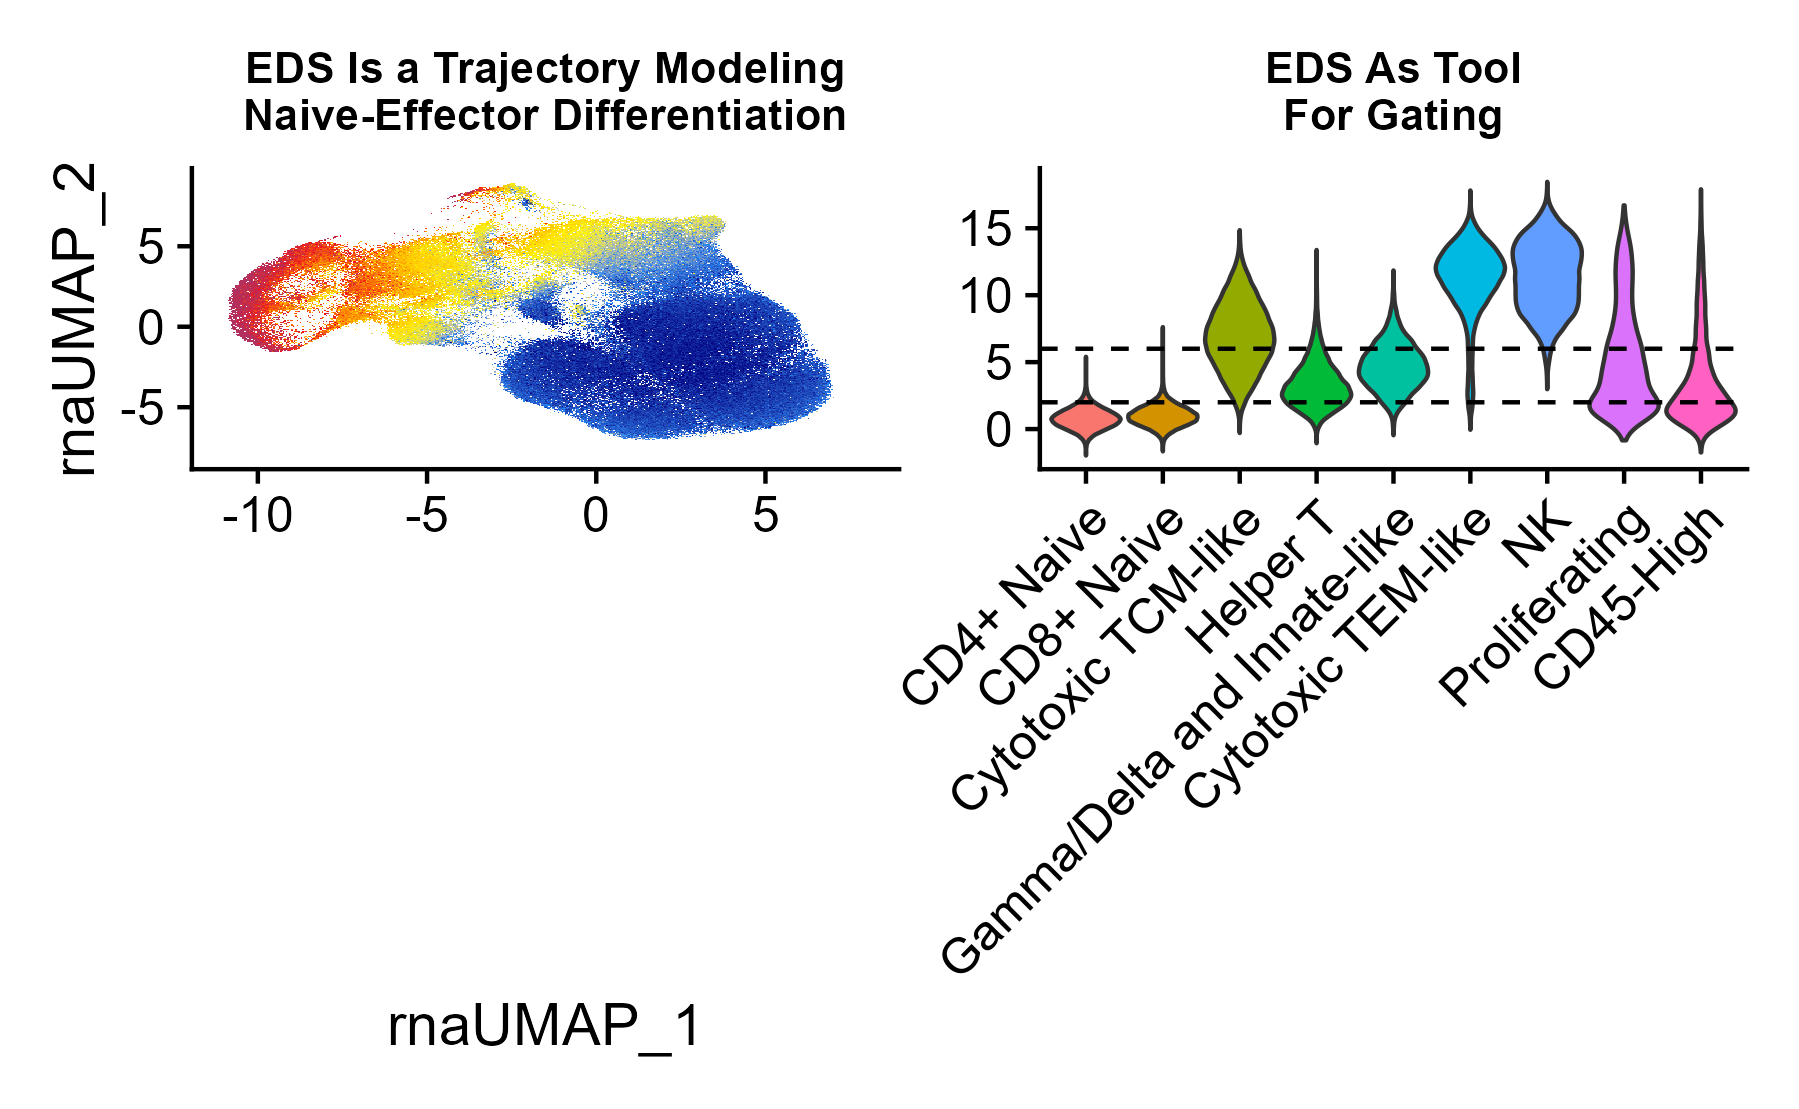 EDS Is a Trajectory Modeling
Naive-Effector Differentiation
rnaUMAP_2
5
0
-5
-10
-5
0
5
rnaUMAP_1
EDS As Tool
For Gating
15
10
5
0
CD4+ Naive
CD8+ Naive
Cytotoxic TCM-like
Helper T
Gamma/Delta and Innate-like
Cytotoxic TEM-like
NK
Proliferating
CD45-High